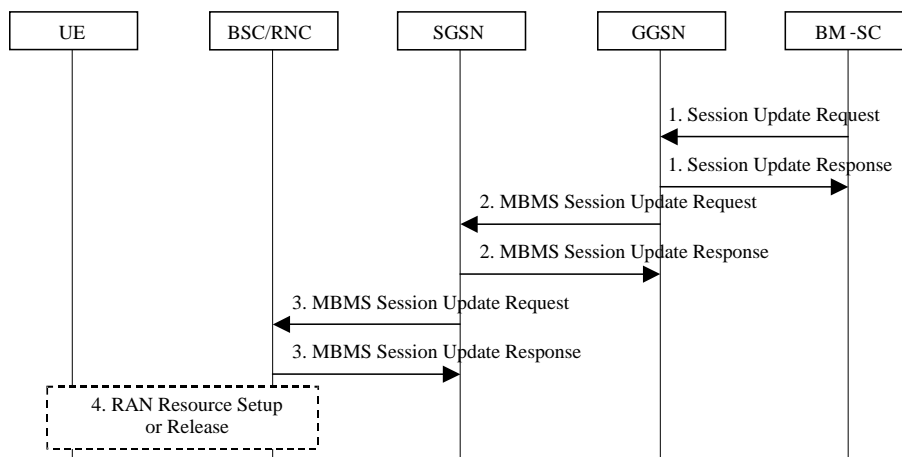 UE
BSC/RNC
SGSN
GGSN
BM -SC
1. Session Update Request
1. Session Update Response
2. MBMS Session Update Request
2. MBMS Session Update Response
3. MBMS Session Update Request
3. MBMS Session Update Response
4. RAN Resource Setup
or Release